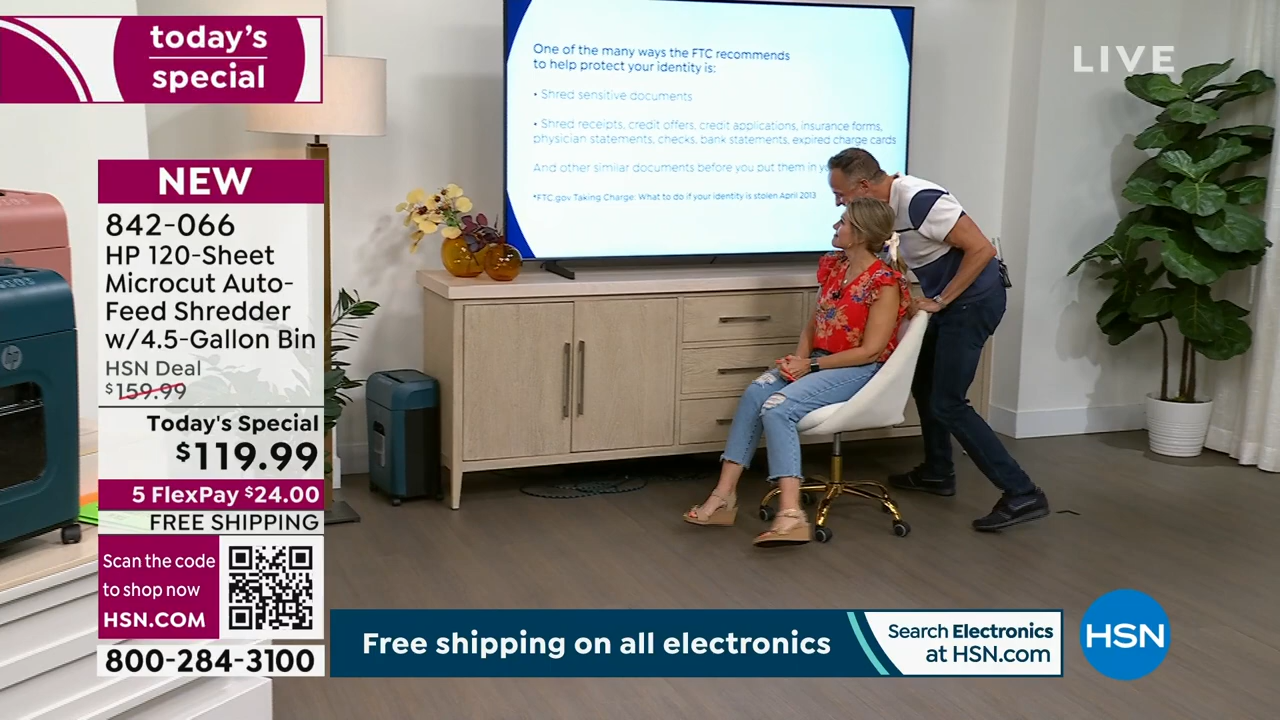 today's
special
NEW
842-066
HP 120-Sheet
Microcut Auto-
Feed Shredder
w/4.5-Gallon Bin
HSN Deal
$159.99
Today's Special
$119.99
5 FlexPay $24.00
FREE SHIPPING
Scan the code
to shop now
HSN.COM
800-284-3100
One of the many ways the FTC recommends
to help protect your identity is:
• Shred sensitive documents
• Shred receipts, credit offers, credit applications, insurance forms,
physician statements, checks, bank statements, expired charge cards
And other similar documents before you put them in
*FTC.gov Taking Charge: What to do if your identity is stolen April 2013
LIVE
Free shipping on all electronics
Search Electronics
at HSN.com
HSN
hp